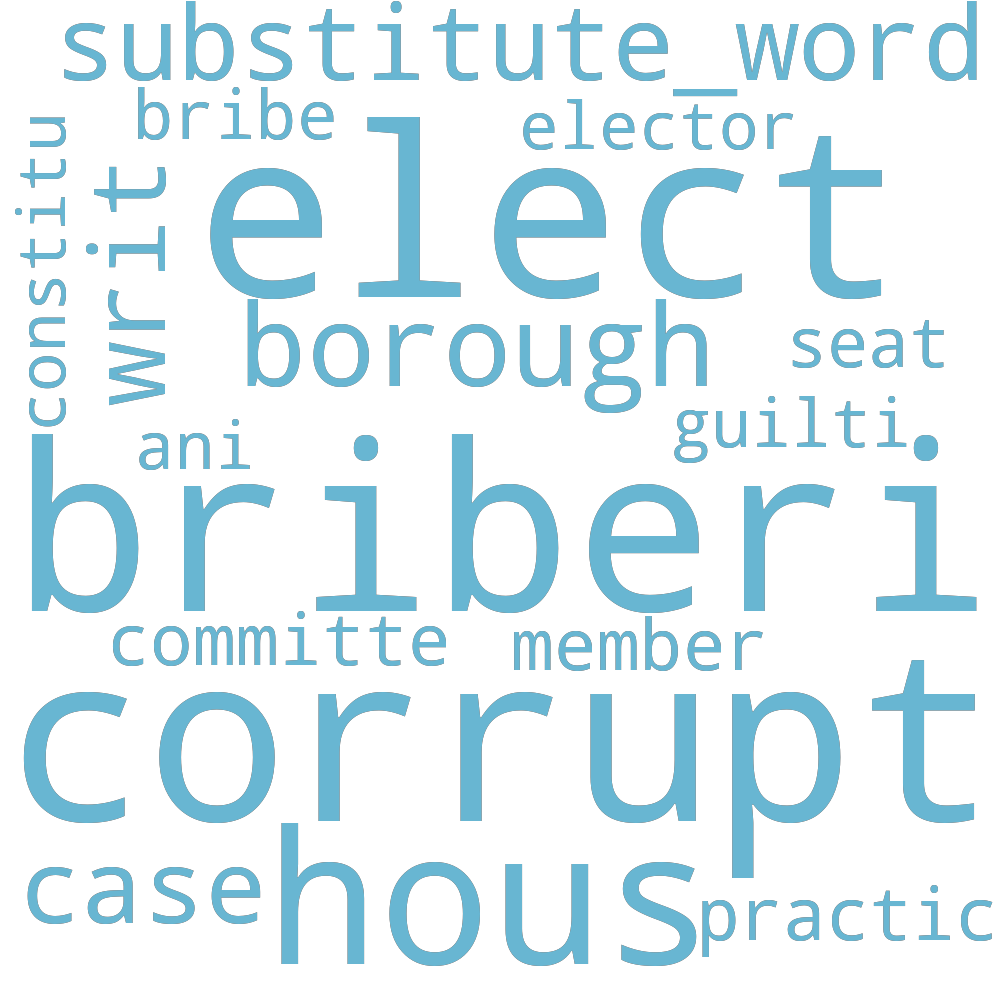 substitute_word
bribe
elector
constitu
writ
elect
borough
seat
guilti
ani
briberi
committe
member
corrupt
case
hous
practic